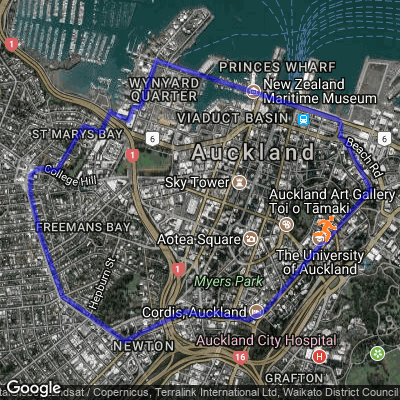 PRINCES WHARF
1
WYNYARD
QUARTER
New Zealand
Maritime Museum
VIADUCT BASIN
ST MARYS BAY
6
6
Beach Rd
1
Auckland
College Hill
Sky Tower
Auckland Art Gallery
Toi o Tāmaki
FREEMANS BAY
Aotea Square
The University
of Auckland
Hepburn St
1
Myers Park
Cordis, Auckland
NEWTON
Auckland City Hospital
16
H
GRAFTON
Google
dsat / Copernicus, Terralink International Ltd, Waikato District Council